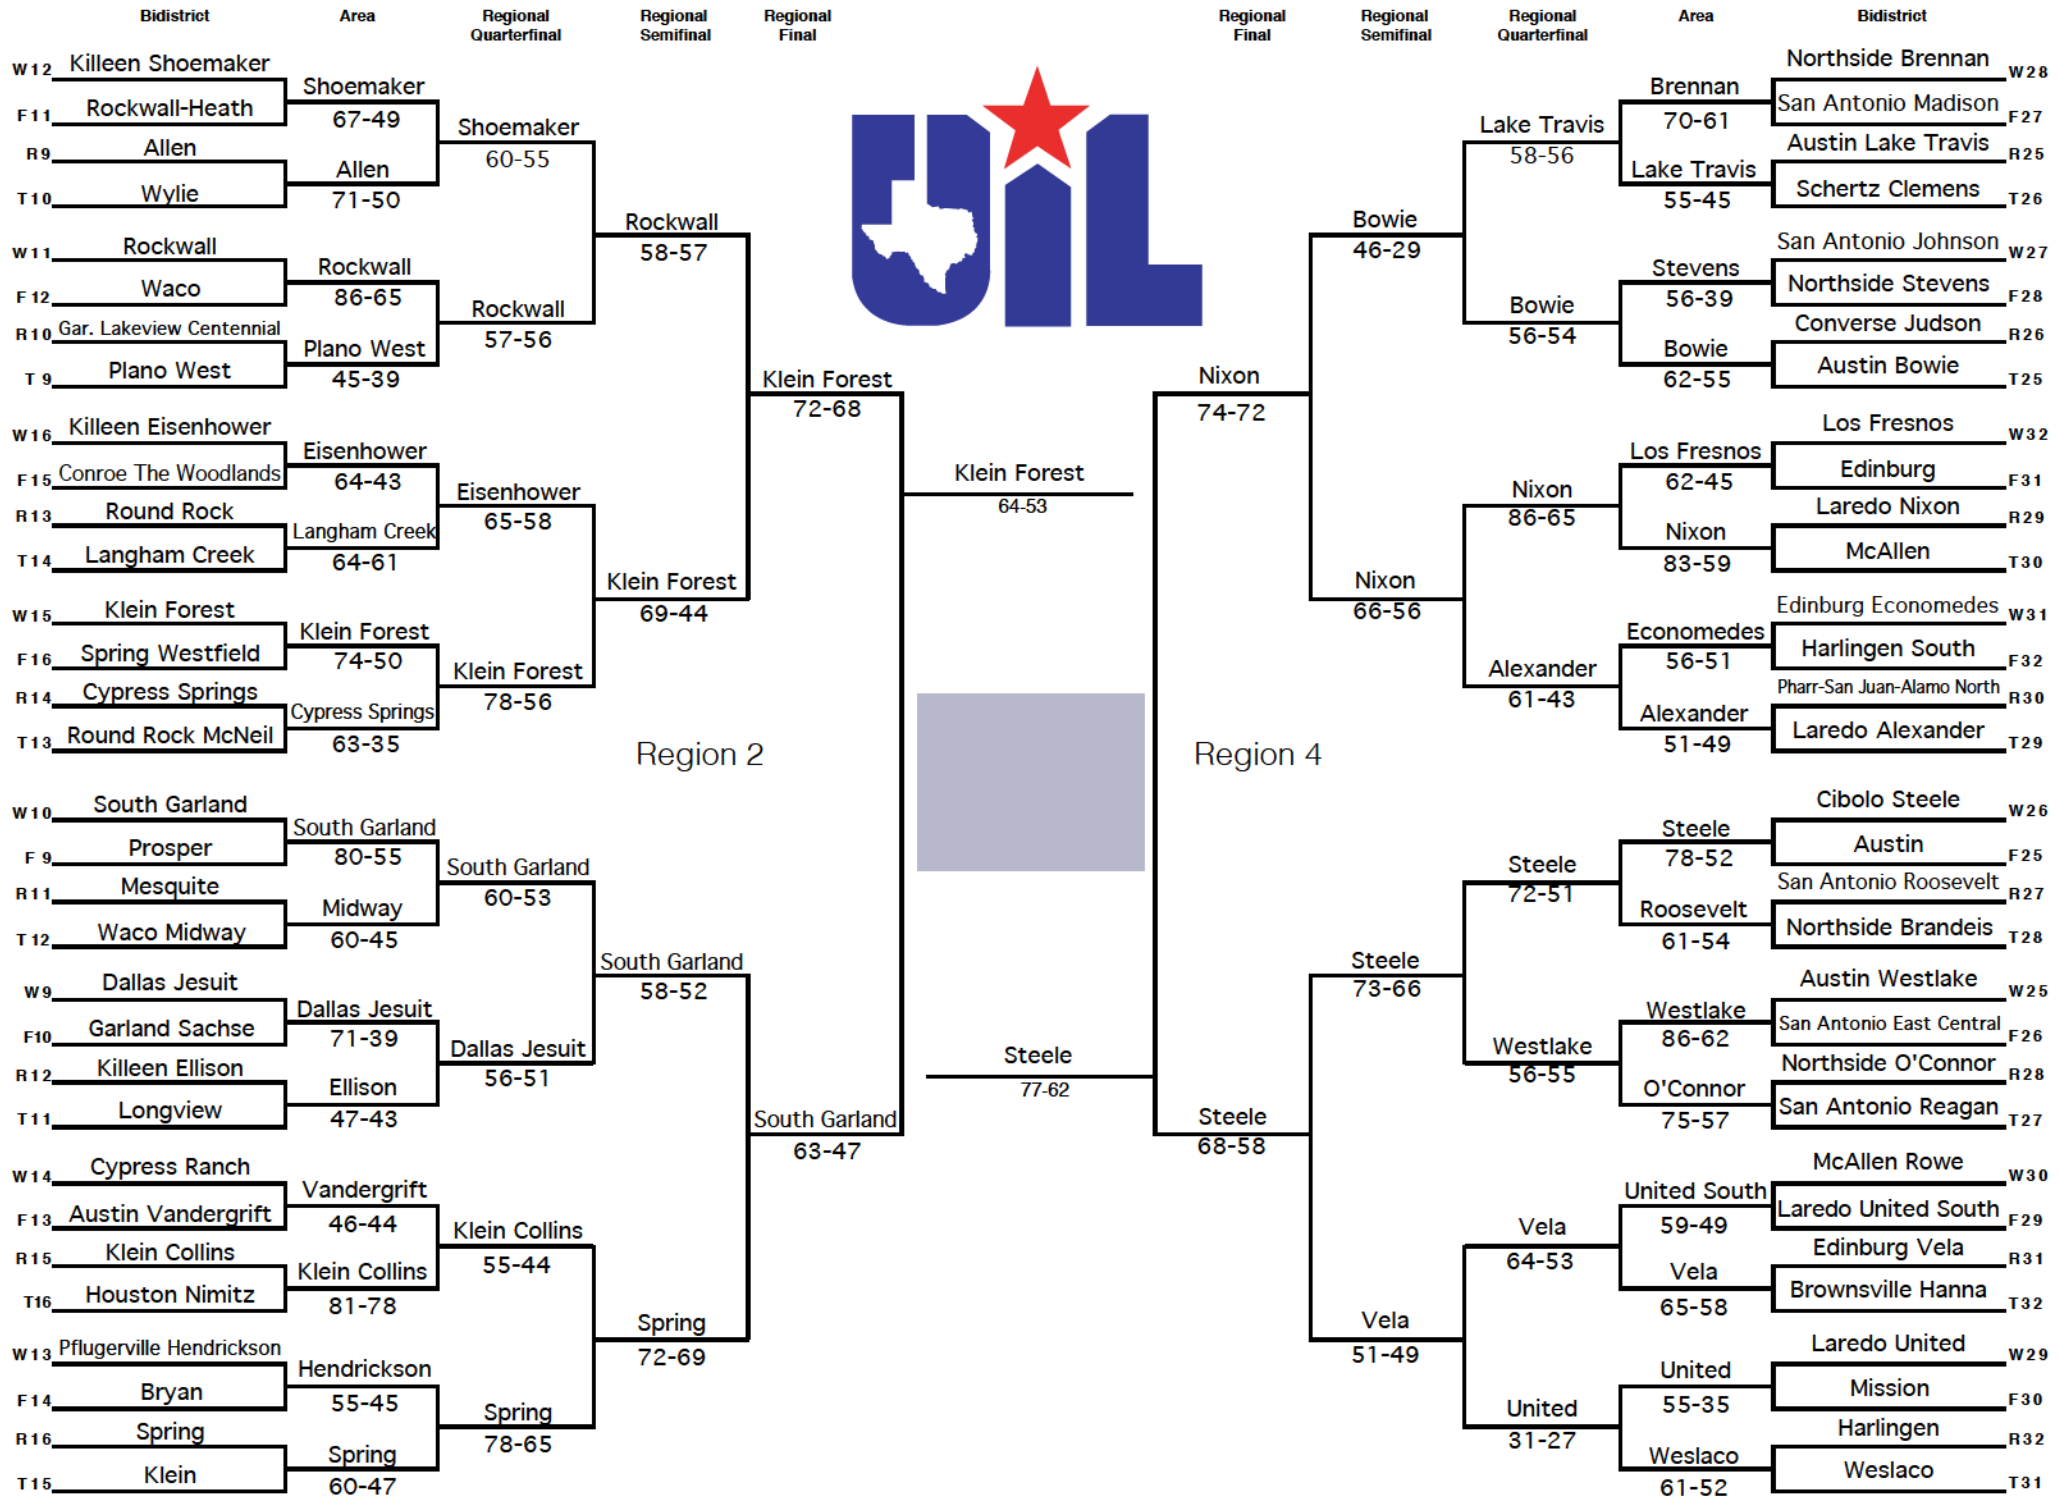 Bidistrict
Area
Regional
Quarterfinal
Regional
Semifinal
Regional
Final
Regional
Final
Regional
Semifinal
Regional
Quarterfinal
Area
Bidistrict
W12 Killeen Shoemaker
F11 Rockwall-Heath
R9 Allen
T10 Wylie
W11 Rockwall
F12 Waco
R10 Gar. Lakeview Centennial
T 9 Plano West
W16 Killeen Eisenhower
F15 Conroe The Woodlands
R13 Round Rock
T14 Langham Creek
W15 Klein Forest
F16 Spring Westfield
R14 Cypress Springs
T13 Round Rock McNeil
W10 South Garland
F 9 Prosper
R11 Mesquite
T12 Waco Midway
W9 Dallas Jesuit
F10 Garland Sachse
R12 Killeen Ellison
T11 Longview
W14 Cypress Ranch
F13 Austin Vandergrift
R15 Klein Collins
T16 Houston Nimitz
W13 Pflugerville Hendrickson
F14 Bryan
R16 Spring
T15 Klein
Shoemaker
67-49
Allen
71-50
Rockwall
86-65
Plano West
45-39
Eisenhower
64-43
Langham Creek
64-61
Klein Forest
74-50
Cypress Springs
63-35
South Garland
80-55
Midway
60-45
Dallas Jesuit
71-39
Ellison
47-43
Vandergrift
46-44
Klein Collins
81-78
Hendrickson
55-45
Spring
60-47
Shoemaker
60-55
Rockwall
57-56
Eisenhower
65-58
Klein Forest
78-56
South Garland
60-53
Dallas Jesuit
56-51
Klein Collins
55-44
Spring
78-65
Rockwall
58-57
Klein Forest
69-44
Region 2
South Garland
58-52
Spring
72-69
Klein Forest
72-68
South Garland
63-47
UIL
Klein Forest
64-53
Steele
77-62
Nixon
74-72
Steele
68-58
Region 4
Bowie
46-29
Nixon
66-56
Steele
73-66
Vela
51-49
Lake Travis
58-56
Bowie
56-54
Nixon
86-65
Alexander
61-43
Steele
72-51
Westlake
56-55
Vela
64-53
United
31-27
Brennan
70-61
Lake Travis
55-45
Stevens
56-39
Bowie
62-55
Los Fresnos
62-45
Nixon
83-59
Economedes
56-51
Alexander
51-49
Steele
78-52
Roosevelt
61-54
Westlake
86-62
O'Connor
75-57
United South
59-49
Vela
65-58
United
55-35
Weslaco
61-52
Northside Brennan W28
San Antonio Madison F27
Austin Lake Travis R25
Schertz Clemens T26
San Antonio Johnson W27
Northside Stevens F28
Converse Judson R26
Austin Bowie T25
Los Fresnos W32
Edinburg F31
Laredo Nixon R29
McAllen T30
Edinburg Economedes W31
Harlingen South F32
Pharr-San Juan-Alamo North R30
Laredo Alexander T29
Cibolo Steele W26
Austin F25
San Antonio Roosevelt R27
Northside Brandeis T28
Austin Westlake W25
San Antonio East Central F26
Northside O'Connor R28
San Antonio Reagan T27
McAllen Rowe W30
Laredo United South F29
Edinburg Vela R31
Brownsville Hanna T32
Laredo United W29
Mission F30
Harlingen R32
Weslaco T31